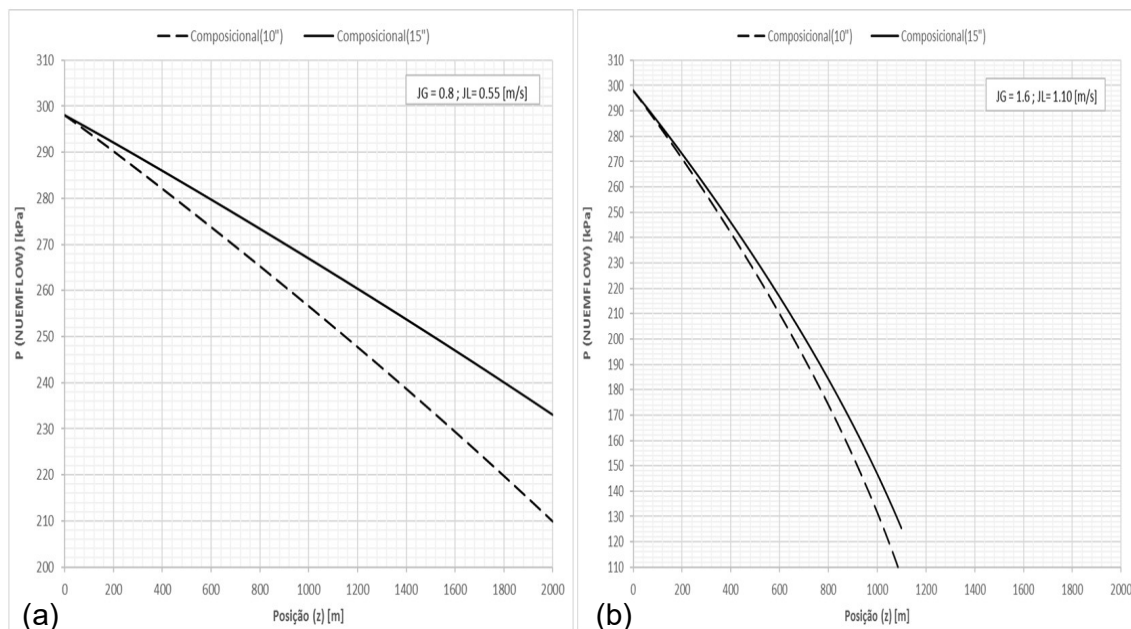 Composicional(10") Composicional(15")
JG = 0.8 ; JL= 0.55 [m/s]
P (NUEMFLOW) [kPa]
310
300
290
280
270
260
250
240
230
220
210
200
0 200 400 600 800 1000 1200 1400 1600 1800 2000
Posição (z) [m]
(a)
Composicional(10") Composicional(15")
JG = 1.6 ; JL= 1.10 [m/s]
P (NUEMFLOW) [kPa]
310
300
290
280
270
260
250
240
230
220
210
200
190
180
170
160
150
140
130
120
110
0 200 400 600 800 1000 1200 1400 1600 1800 2000
Posição (z) [m]
(b)